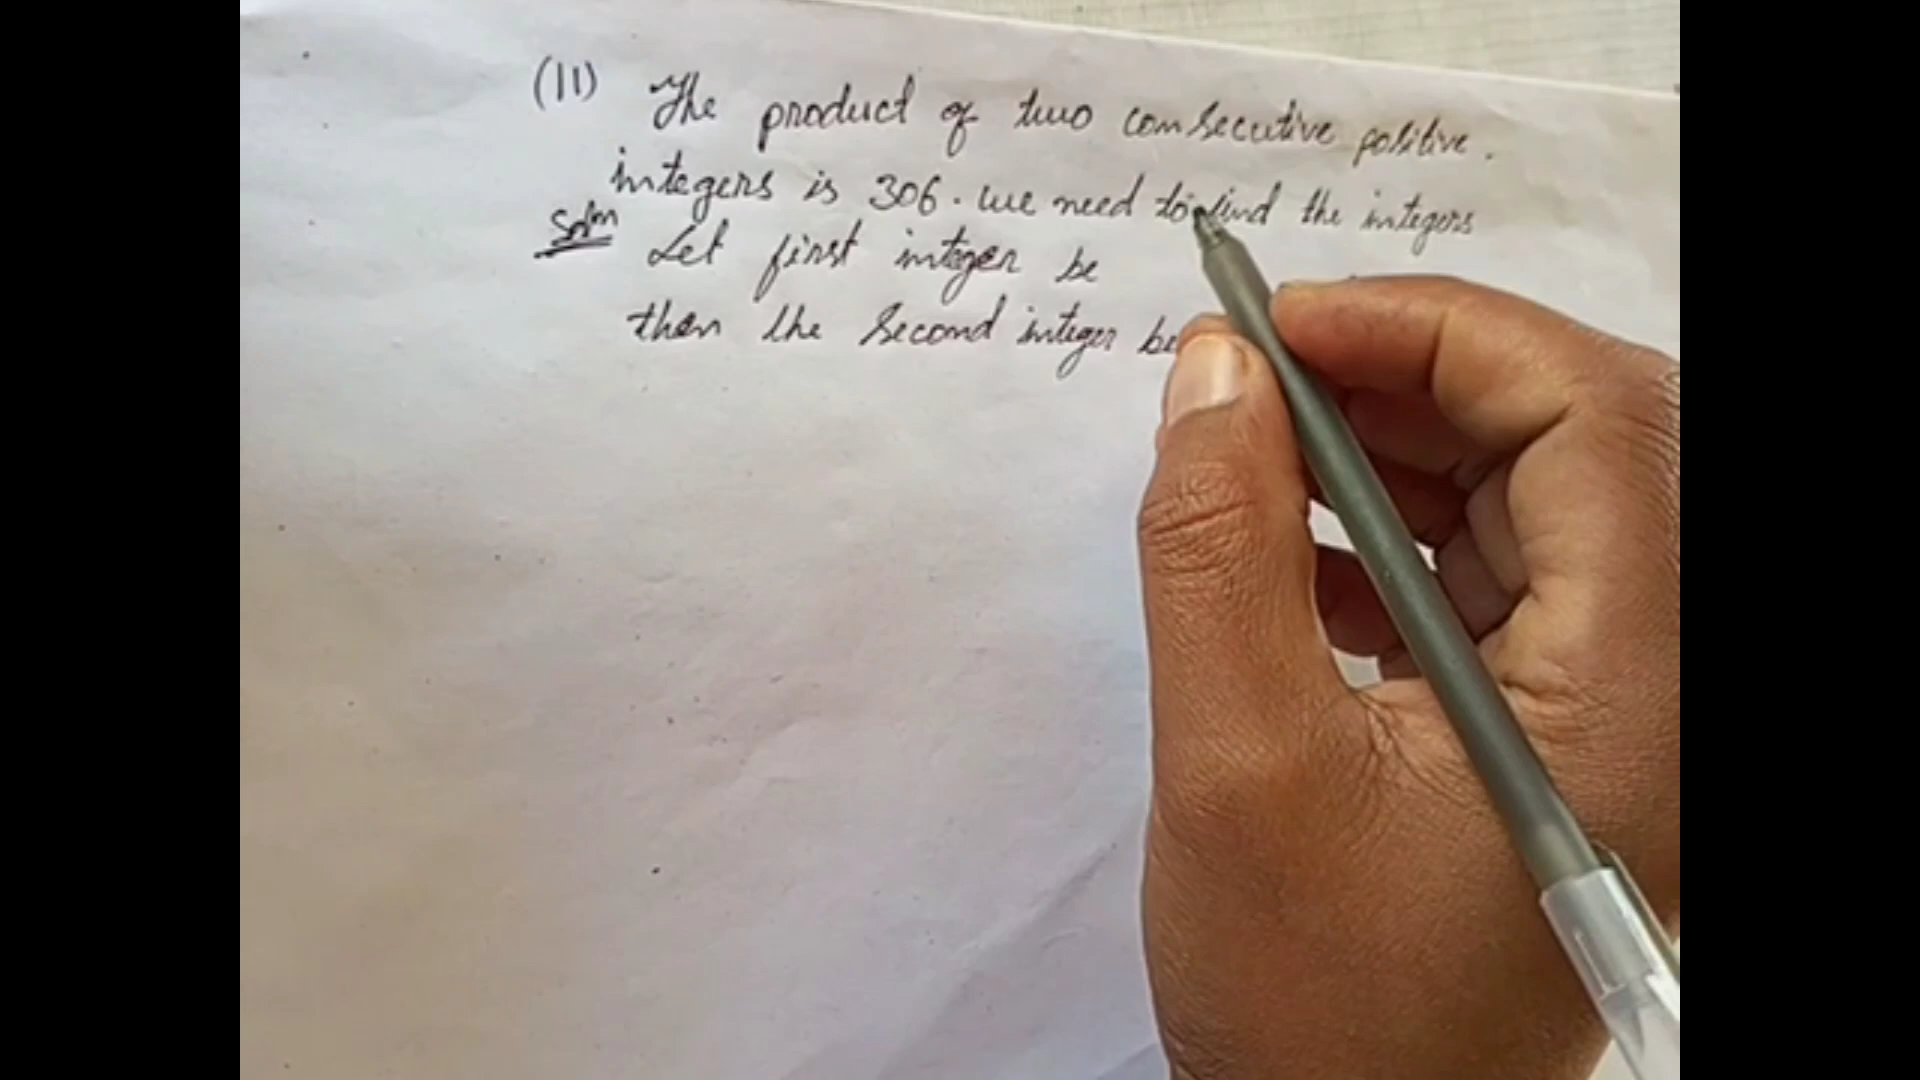 (11) The product of two consecutive positive.
integers is 306. we need to find the integers
Soln Let first integer be
then the second integer be